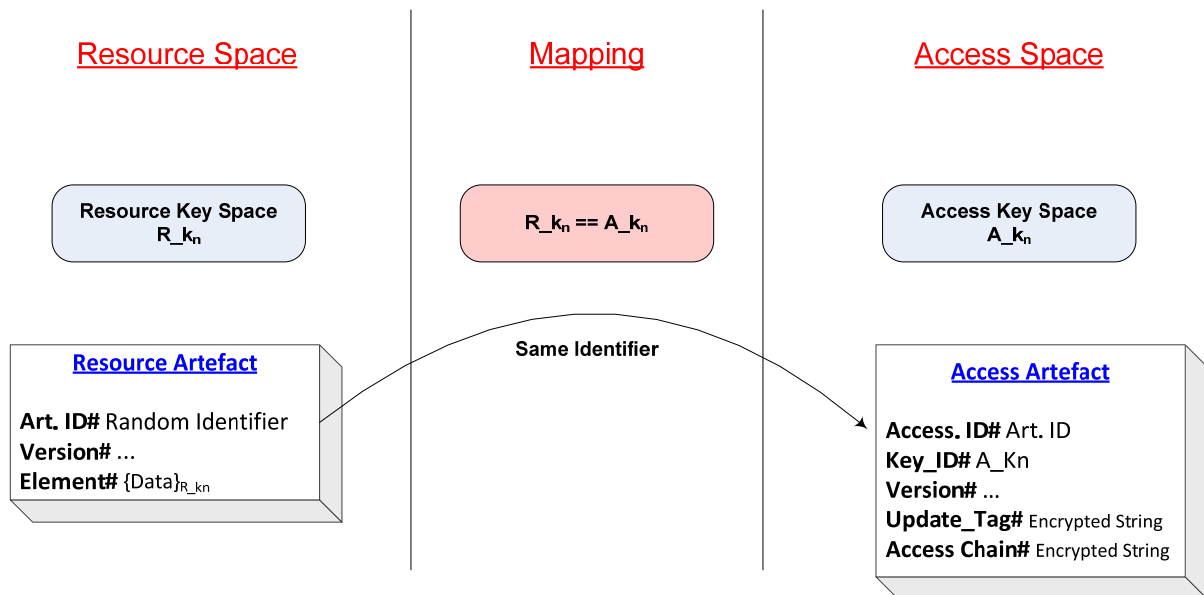 Resource Space
Mapping
Access Space
Resource Key Space
R_kn
R_kn == A_kn
Access Key Space
A_kn
Same Identifier
Resource Artefact
Art. ID# Random Identifier
Version# ...
Element# {Data}R_kn
Access Artefact
Access. ID# Art. ID
Key_ID# A_Kn
Version# ...
Update_Tag# Encrypted String
Access Chain# Encrypted String